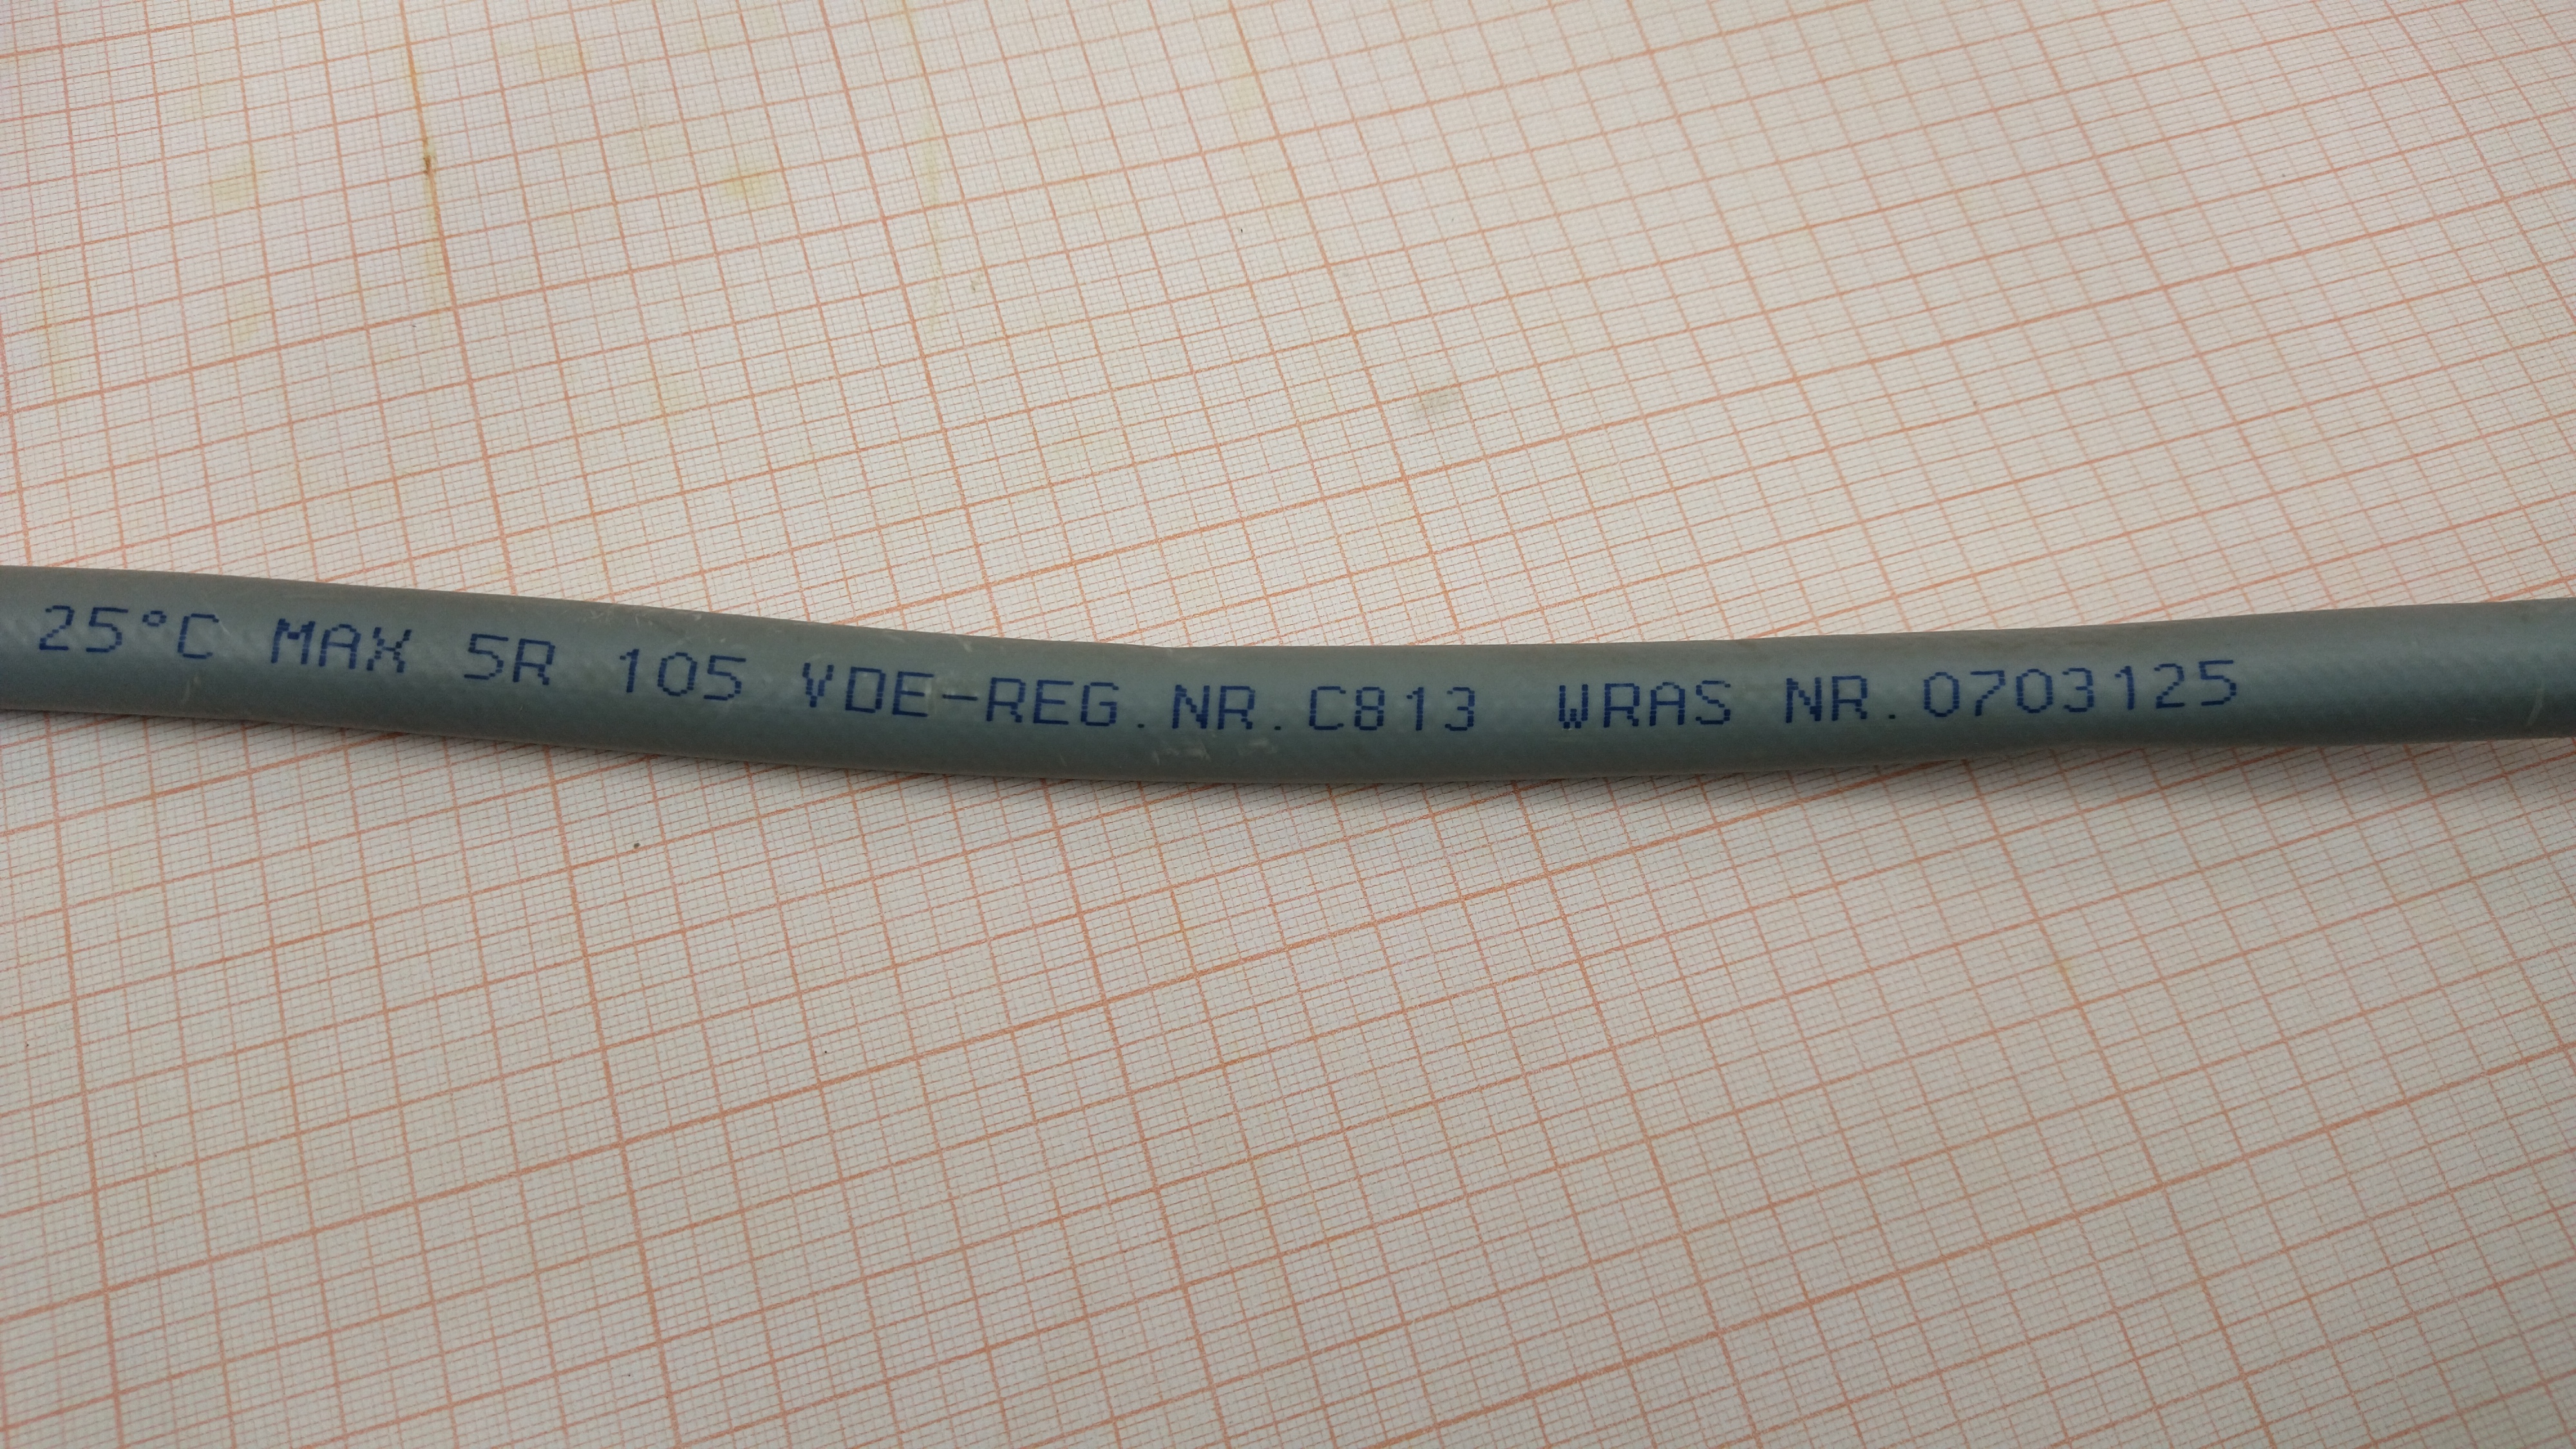 25°C MAX 5R 105 VDE-REG.NR.C813 WRAS NR.0703125